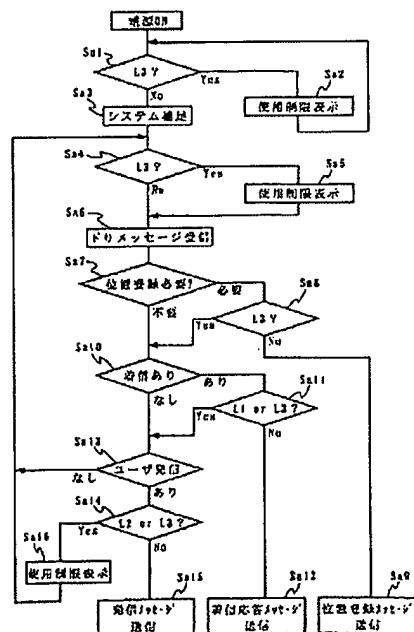 電源ON
Sa1
L3?
Yes
Sa2
No
使用制限表示
Sa3
システム補足
Sa4
L3?
Yes
Sa5
No
使用制限表示
Sa6
下りメッセージ受信
Sa7
位置登録必要?
必要
Sa8
不要
Yes
L3?
No
Sa10
着信あり
あり
Sa11
なし
Yes
L1 or L3?
No
Sa13
ユーザ発信
なし
あり
Sa14
Yes
L2 or L3?
Sa16
No
使用制限表示
Sa15
Sa12
Sa9
発信メッセージ
送信
着信応答メッセージ
送信
位置登録メッセージ
送信